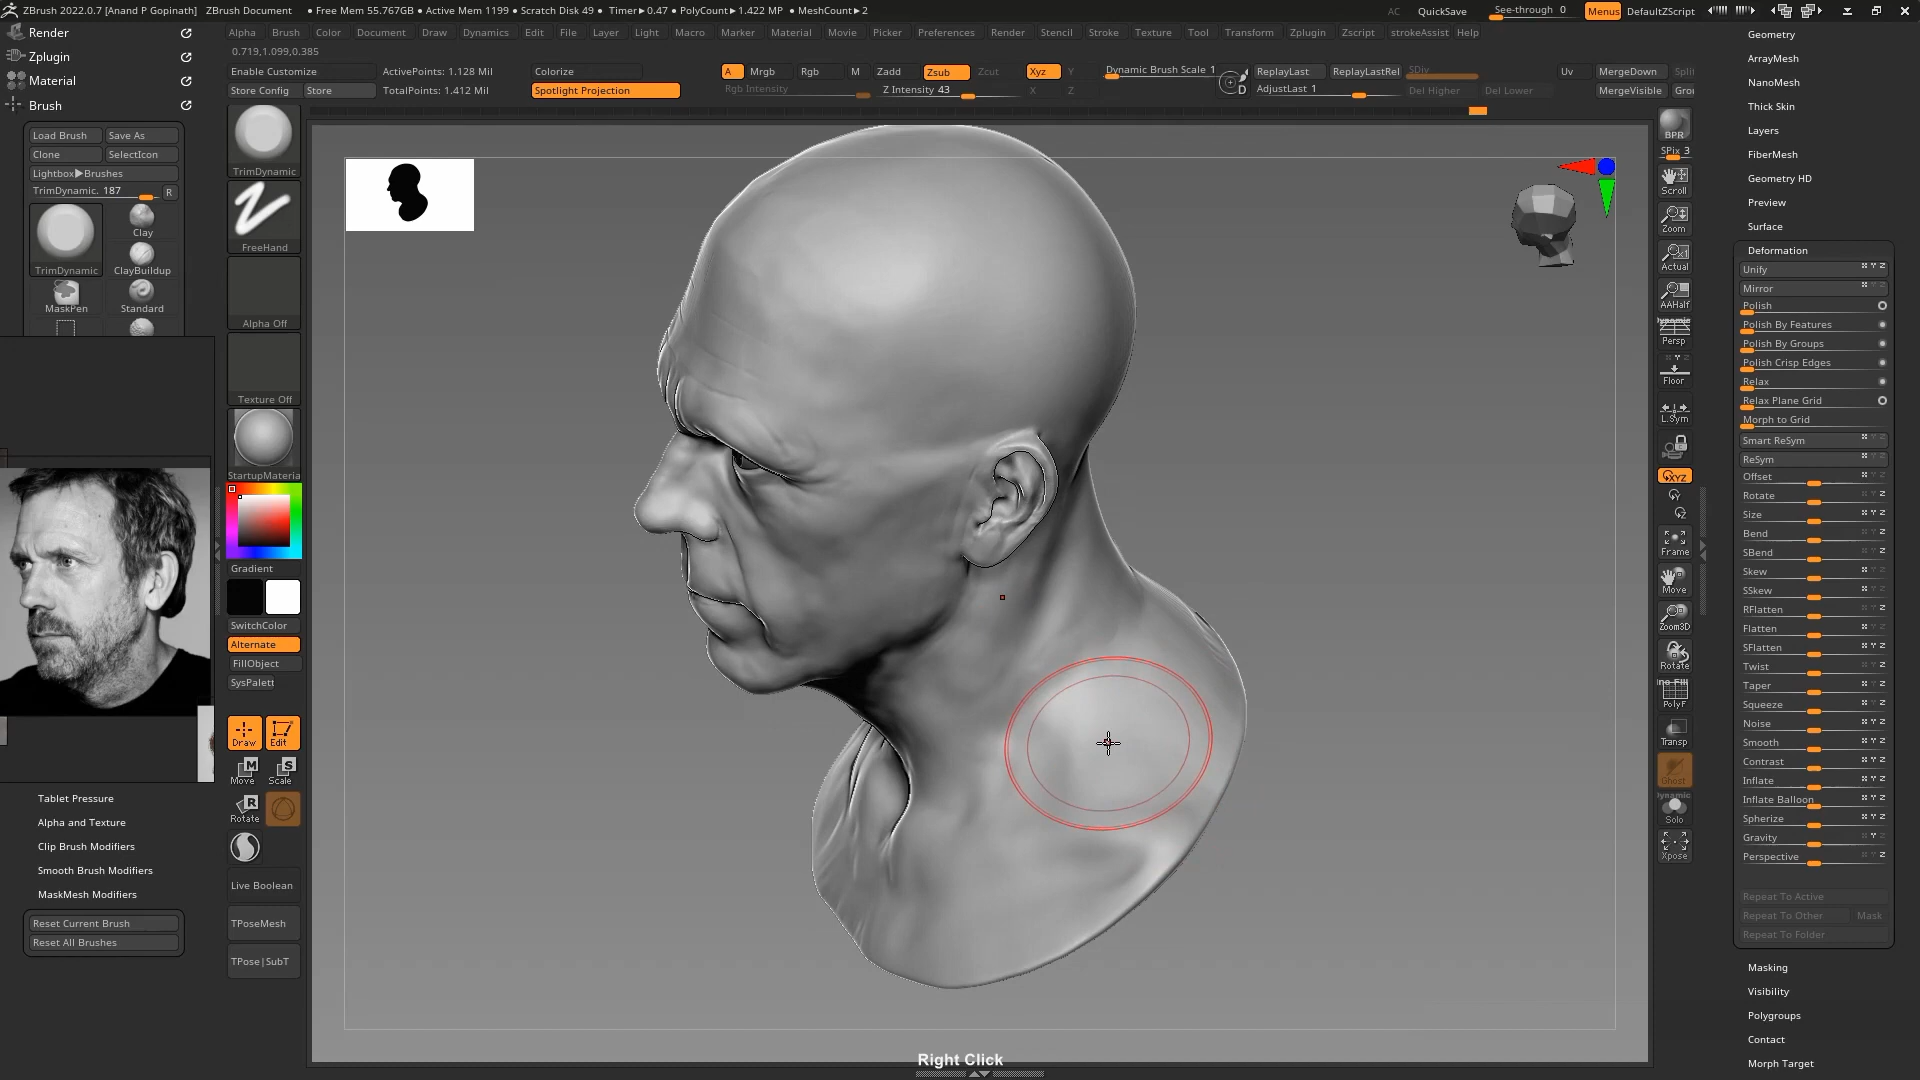 ZBrush 2022.0.7 [Anand P Gopinath] ZBrush Document • Free Mem 55.767GB • Active Mem 1199 • Scratch Disk 49 • Timer▶0.47 • PolyCount▶1.422 MP • MeshCount▶2 AC QuickSave See-through 0 Menus DefaultZScript
Render
Zplugin
Material
Brush
Alpha Brush Color Document Draw Dynamics Edit File Layer Light Macro Marker Material Movie Picker Preferences Render Stencil Stroke Texture Tool Transform Zplugin Zscript strokeAssist Help
0.719,1.099,0.385
Enable Customize ActivePoints: 1.128 Mil Colorize A Mrgb Rgb M Zadd Zsub Zcut Xyz Y Dynamic Brush Scale 1 ReplayLast ReplayLastRel SDiv Uv MergeDown Split
Store Config Store TotalPoints: 1.412 Mil Spotlight Projection Rgb Intensity Z Intensity 43 X Z D AdjustLast 1 Del Higher Del Lower MergeVisible Grou
Load Brush Save As
Clone SelectIcon
Lightbox▶Brushes
TrimDynamic. 187 R
TrimDynamic
Clay
ClayBuildup
MaskPen
Standard
TrimDynamic
FreeHand
Alpha Off
Texture Off
StartupMateria
Gradient
SwitchColor
Alternate
FillObject
SysPalett
Draw Edit
M S
Move Scale
R
Rotate
Live Boolean
TPoseMesh
TPose|SubT
Tablet Pressure
Alpha and Texture
Clip Brush Modifiers
Smooth Brush Modifiers
MaskMesh Modifiers
Reset Current Brush
Reset All Brushes
Right Click
BPR
SPix 3
Scroll
Zoom
Actual
AAHalf
Dynamic
Persp
Floor
L.Sym
XYZ
Y
Z
Frame
Move
Zoom3D
Rotate
PolyF
Transp
Ghost
Dynamic
Solo
Xpose
Geometry
ArrayMesh
NanoMesh
Thick Skin
Layers
FiberMesh
Geometry HD
Preview
Surface
Deformation
Unify
Mirror
Polish
Polish By Features
Polish By Groups
Polish Crisp Edges
Relax
Relax Plane Grid
Morph to Grid
Smart ReSym
ReSym
Offset
Rotate
Size
Bend
SBend
Skew
SSkew
RFlatten
Flatten
SFlatten
Twist
Taper
Squeeze
Noise
Smooth
Contrast
Inflate
Inflate Balloon
Spherize
Gravity
Perspective
Repeat To Active
Repeat To Other Mask
Repeat To Folder
Masking
Visibility
Polygroups
Contact
Morph Target